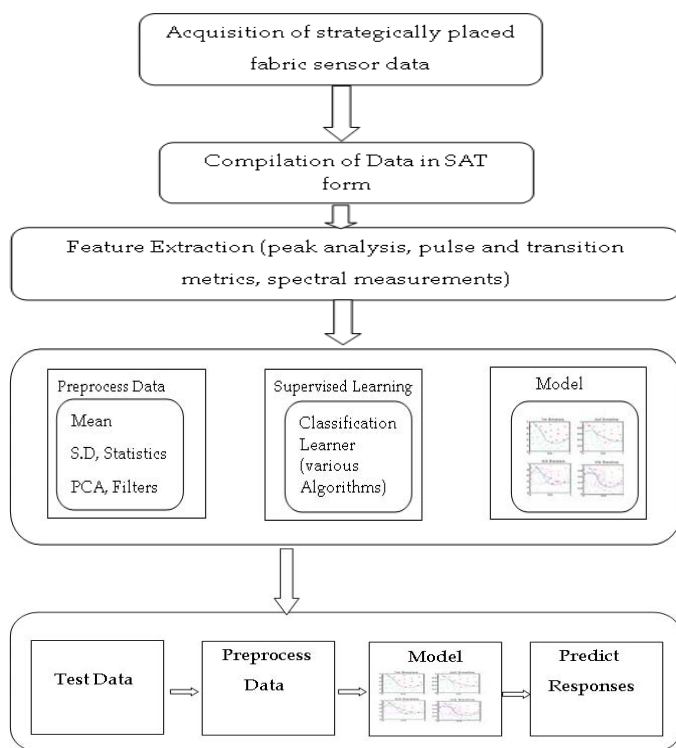 Acquisition of strategically placed
fabric sensor data
Compilation of Data in SAT
form
Feature Extraction (peak analysis, pulse and transition
metrics, spectral measurements)
Preprocess Data
Mean
S.D, Statistics
PCA, Filters
Supervised Learning
Classification
Learner
(various
Algorithms)
Model
Test Data
Preprocess
Data
Model
Predict
Responses